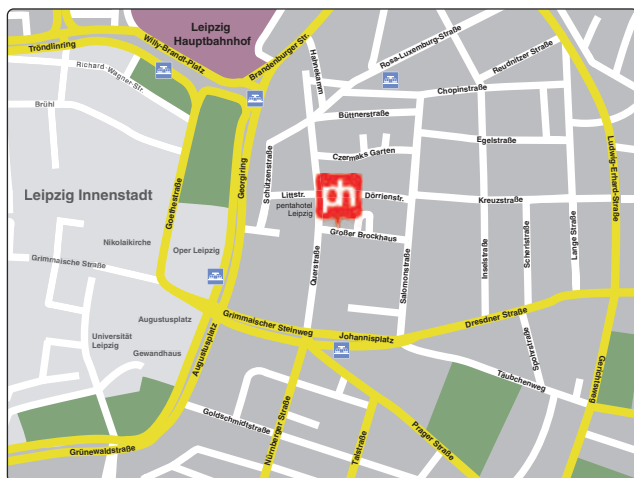 Leipzig
Hauptbahnhof
Tröndlinring
Willy-Brandt-Platz
Brandenburger Str.
Hahnekamm
Rosa-Luxemburg-Straße
Reudnitzer Straße
Richard-Wagner Str.
Chopinstraße
Brühl
Büttnerstraße
Egelstraße
Ludwig-Erhard-Straße
Czermaks Garten
Schützenstraße
Georgiring
Goethestraße
Leipzig Innenstadt
Littstr.
ph
Dörrienstr.
Kreuzstraße
pentahotel
Leipzig
Großer Brockhaus
Nikolaikirche
Oper Leipzig
Grimmaische Straße
Querstraße
Salomonstraße
Inselstraße
Scherlstraße
Lange Straße
Augustusplatz
Grimmaischer Steinweg
Johannisplatz
Dresdner Straße
Universität
Leipzig
Gewandhaus
Augustusplatz
Spohrstraße
Täubchenweg
Gerichtsweg
Goldschmidtstraße
Nürnberger Straße
Talstraße
Prager Straße
Grünewaldstraße